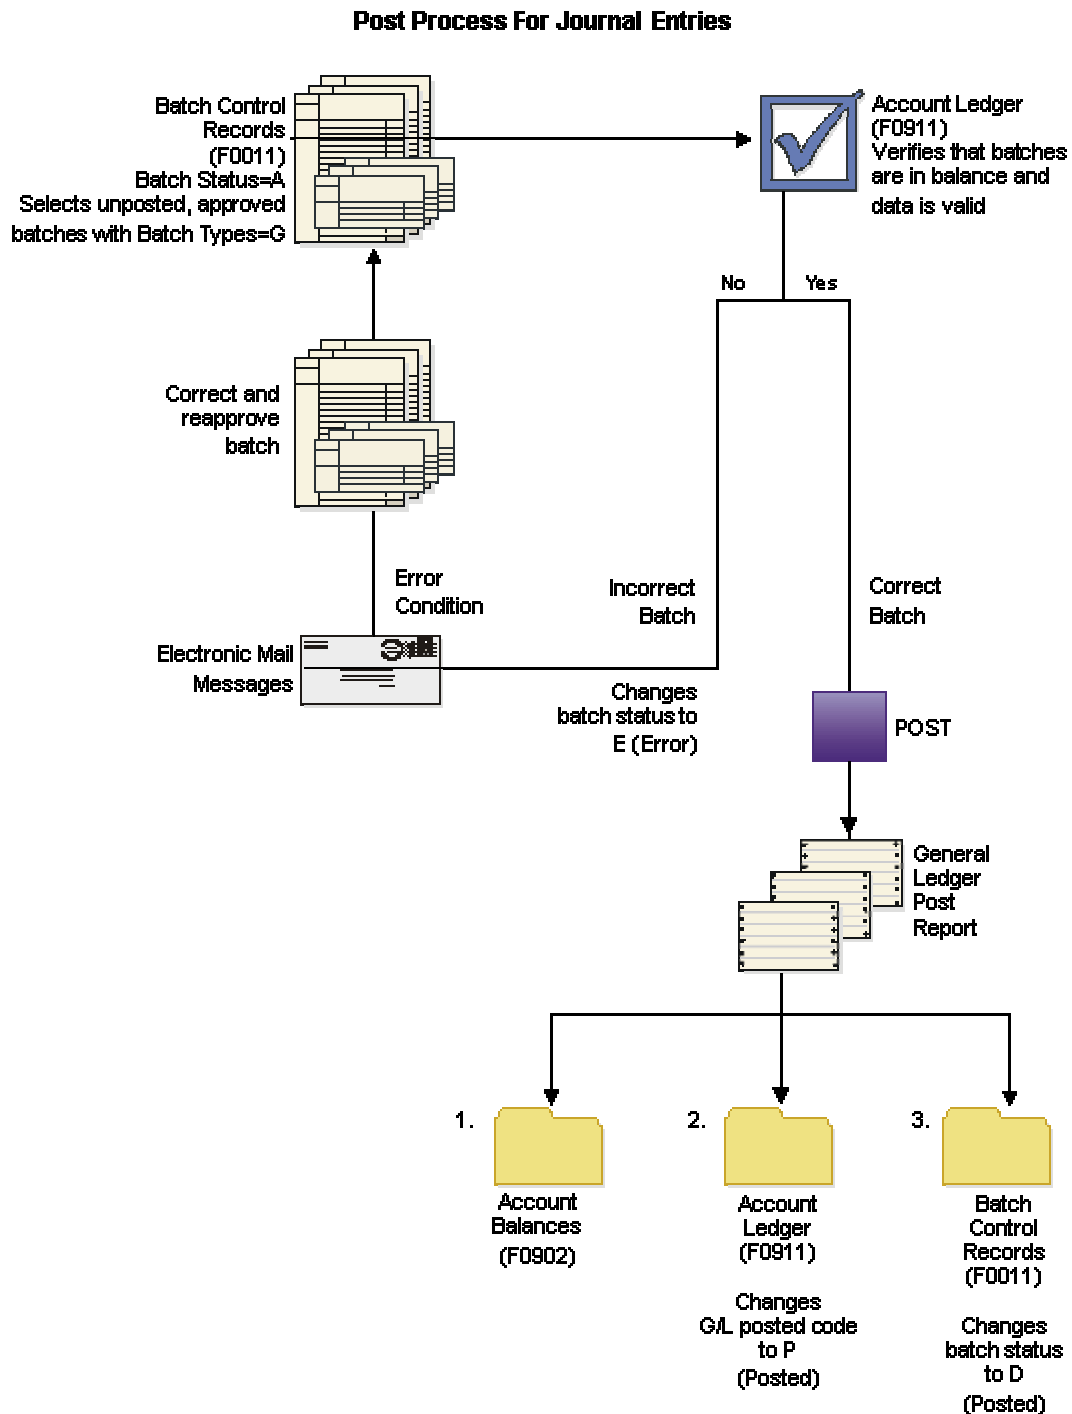 Post Process For Journal Entries
Batch Control
Records
(F0011)
Batch Status=A
Selects unposted, approved
batches with Batch Types=G
Account Ledger
(F0911)
Verifies that batches
are in balance and
data is valid
No
Yes
Correct and
reapprove
batch
Error
Condition
Incorrect
Batch
Correct
Batch
Electronic Mail
Messages
Changes
batch status to
E (Error)
POST
General
Ledger
Post
Report
1.
2.
3.
Account
Balances
(F0902)
Account
Ledger
(F0911)
Changes
G/L posted code
to P
(Posted)
Batch
Control
Records
(F0011)
Changes
batch status
to D
(Posted)